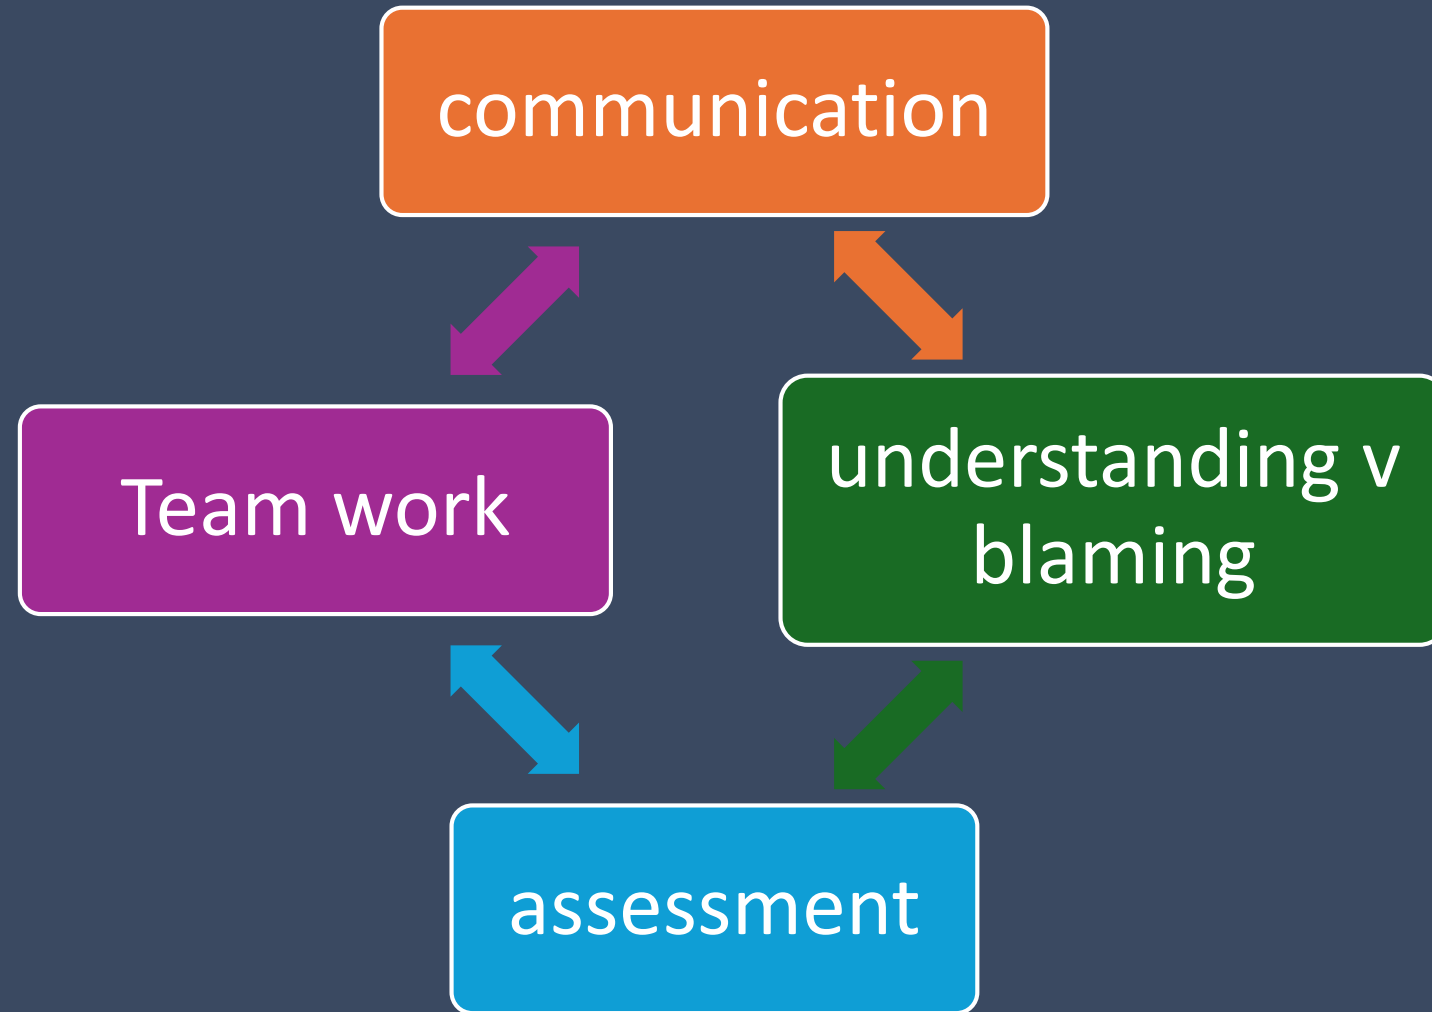 communication
Team work
understanding v
blaming
assessment